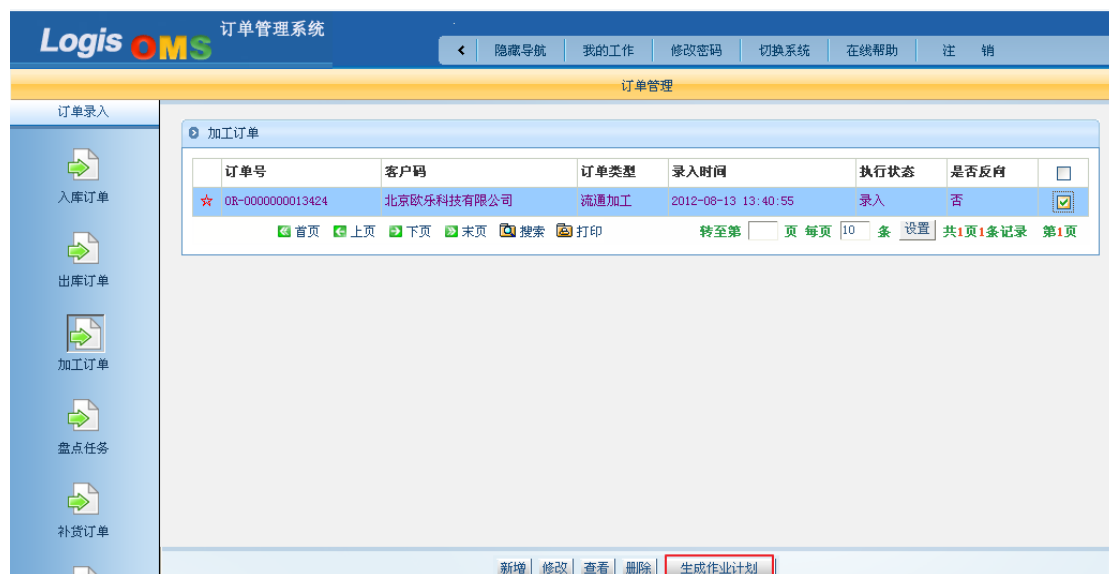 Logis OMS 订单管理系统
隐藏导航 我的工作 修改密码 切换系统 在线帮助 注 销
订单管理
订单录入
入库订单
出库订单
加工订单
盘点任务
补货订单
加工订单
订单号 客户码 订单类型 录入时间 执行状态 是否反向
OR-0000000013424 北京欧乐科技有限公司 流通加工 2012-08-13 13:40:55 录入 否
首页 上页 下页 末页 搜索 打印 转至第 页 每页 10 条 设置 共1页1条记录 第1页
新增 修改 查看 删除 生成作业计划